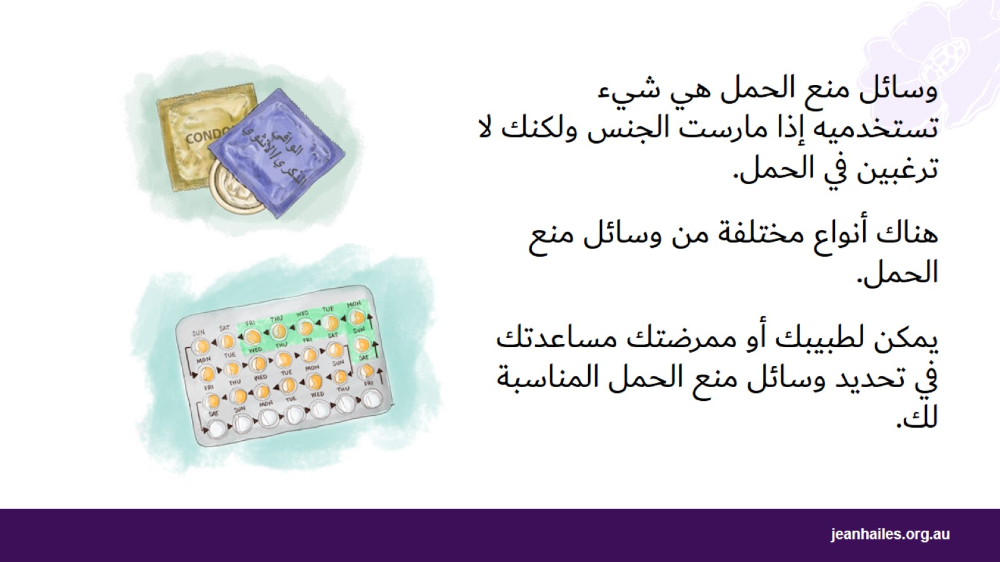 وسائل منع الحمل هي شيء
تستخدميه إذا مارست الجنس ولكنك لا
ترغبين في الحمل.
هناك أنواع مختلفة من وسائل منع
الحمل.
يمكن لطبيبك أو ممرضتك مساعدتك
في تحديد وسائل منع الحمل المناسبة
لك.
CONDO
الواقي
الذكري/الأنثوي
MON
TUE
WED
THU
FRI
SAT
SUN
SUN
SAT
FRI
MON
TUE
WED
THU
FRI
SAT
SUN
MON
TUE
WED
THU
FRI
SAT
SUN
MON
TUE
WED
THU
jeanhailes.org.au